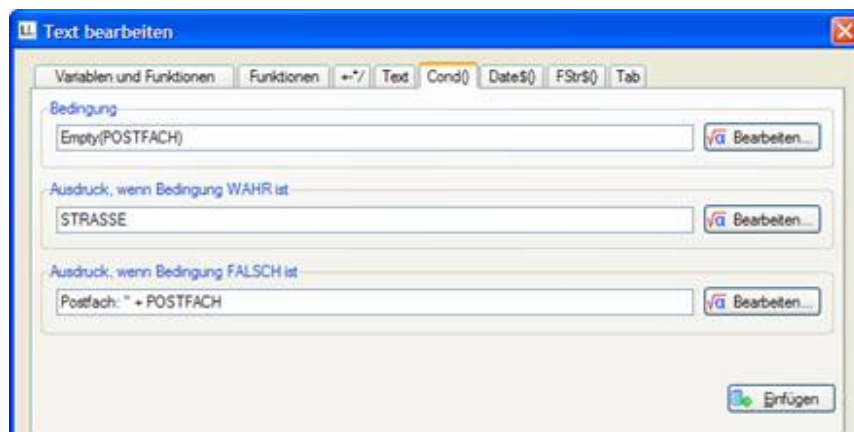 LL Text bearbeiten
Variablen und Funktionen Funktionen +-*/ Text Cond() Date$() FStr$() Tab
Bedingung
Empty(POSTFACH)
√α Bearbeiten...
Ausdruck, wenn Bedingung WAHR ist
STRASSE
√α Bearbeiten...
Ausdruck, wenn Bedingung FALSCH ist
Postfach: " + POSTFACH
√α Bearbeiten...
Einfügen